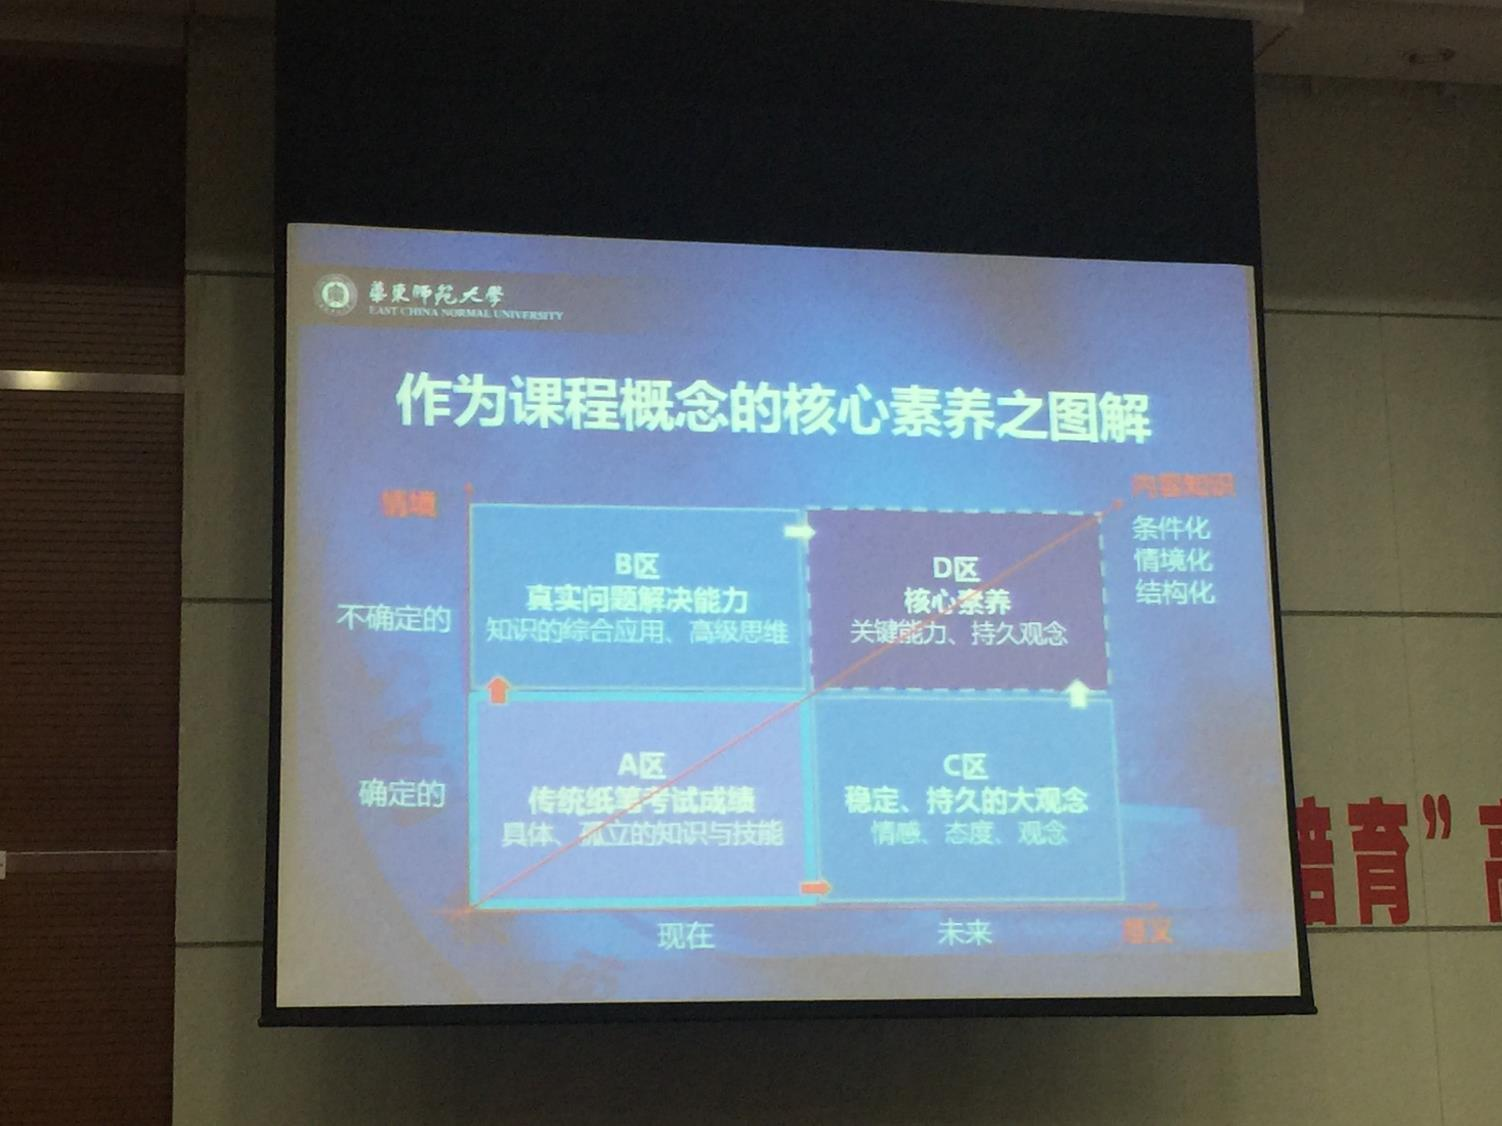 華東師範大學
EAST CHINA NORMAL UNIVERSITY
作为课程概念的核心素养之图解
情境
内容知识
条件化
情境化
结构化
不确定的
B区
真实问题解决能力
知识的综合应用、高级思维
D区
核心素养
关键能力、持久观念
确定的
A区
传统纸笔考试成绩
具体、孤立的知识与技能
C区
稳定、持久的大观念
情感、态度、观念
现在
未来
意义
育”